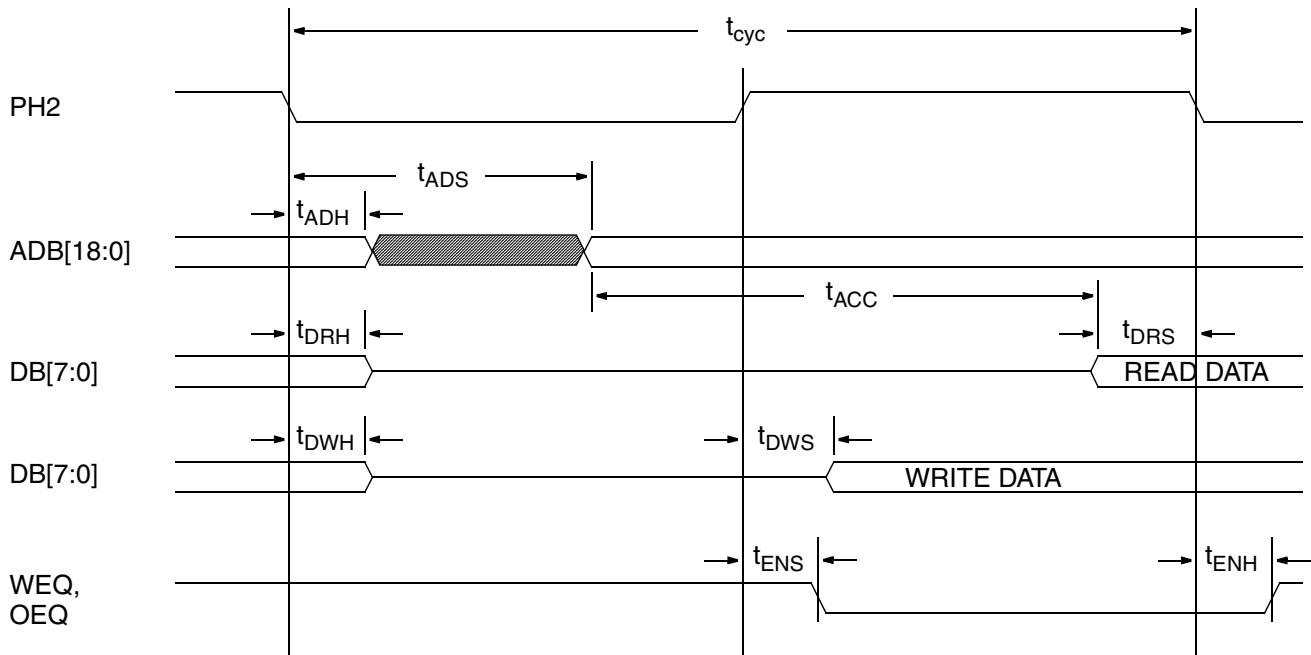 tcyc
PH2
tADS
tADH
ADB[18:0]
tACC
tDRH
tDRS
DB[7:0]
READ DATA
tDWH
tDWS
DB[7:0]
WRITE DATA
tENS
tENH
WEQ,
OEQ